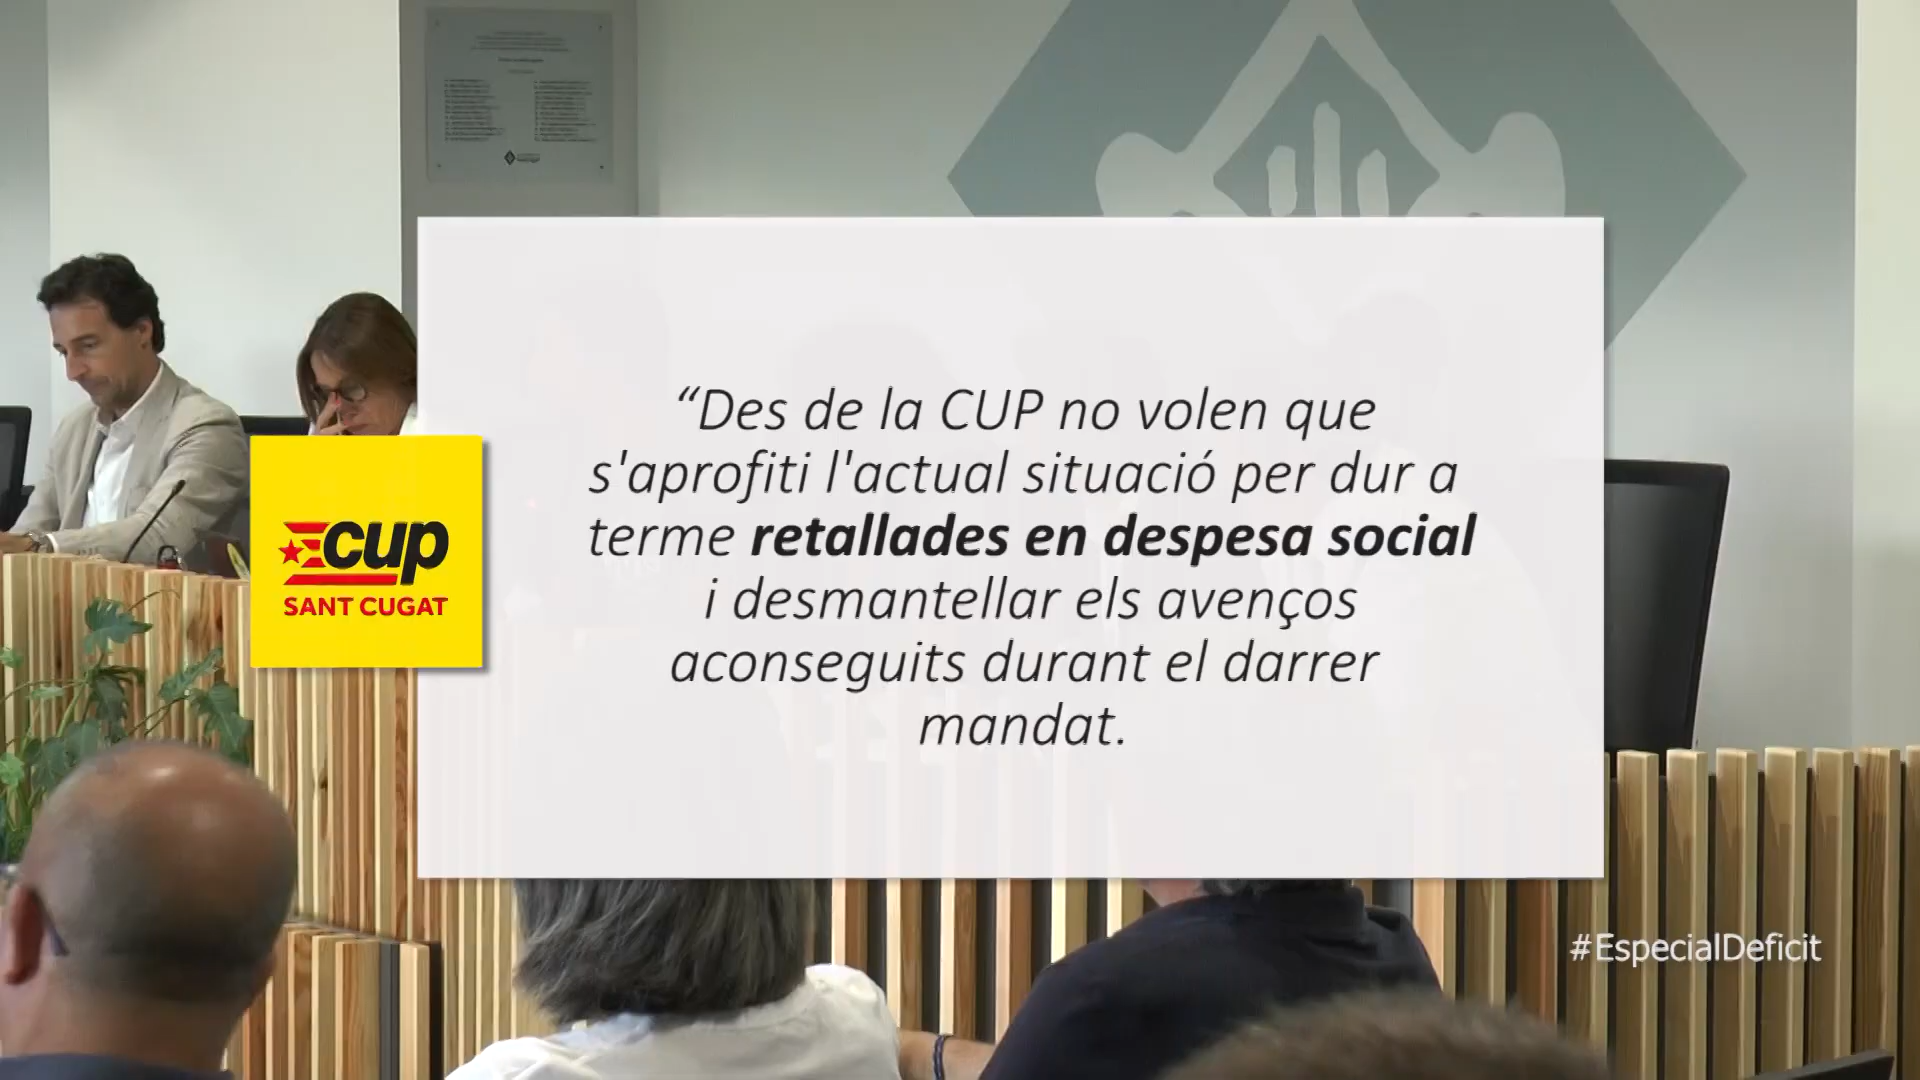 “Des de la CUP no volen que
s'aprofiti l'actual situació per dur a
terme retallades en despesa social
i desmantellar els avenços
aconseguits durant el darrer
mandat.
cup
SANT CUGAT
#EspecialDeficit